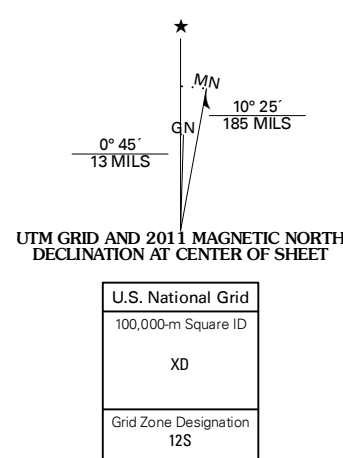 ★
MN
GN
10° 25´
185 MILS
0° 45´
13 MILS
UTM GRID AND 2011 MAGNETIC NORTH
DECLINATION AT CENTER OF SHEET
U.S. National Grid
100,000-m Square ID
XD
Grid Zone Designation
12S